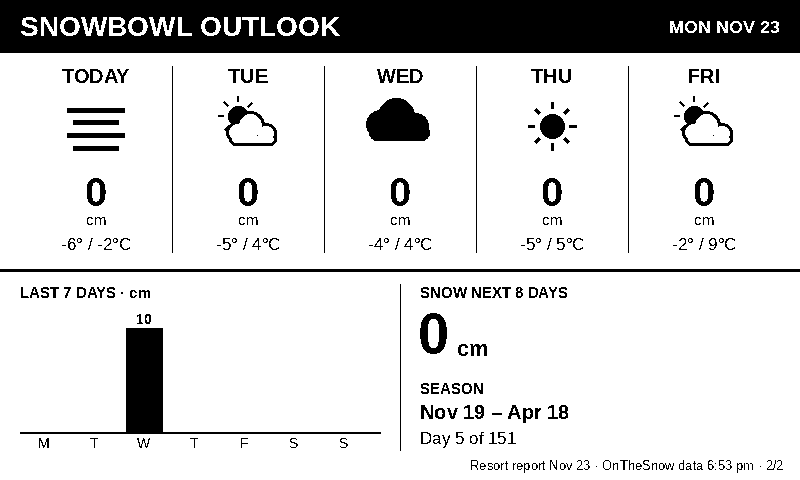 SNOWBOWL OUTLOOK MON NOV 23
TODAY TUE WED THU FRI
0 0 0 0 0
cm cm cm cm cm
-6° / -2°C -5° / 4°C -4° / 4°C -5° / 5°C -2° / 9°C
LAST 7 DAYS · cm
10
M T W T F S S
SNOW NEXT 8 DAYS
0 cm
SEASON
Nov 19 – Apr 18
Day 5 of 151
Resort report Nov 23 · OnTheSnow data 6:53 pm · 2/2